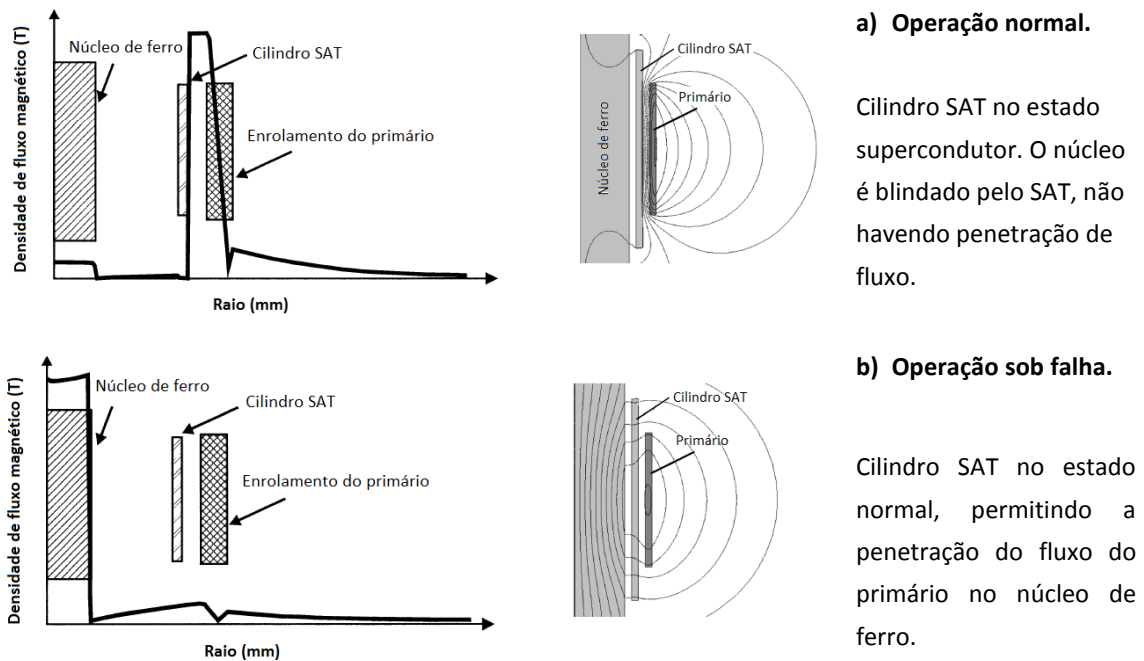 Densidade de fluxo magnético (T)
Núcleo de ferro
Cilindro SAT
Enrolamento do primário
Raio (mm)
Cilindro SAT
Primário
Núcleo de ferro
a) Operação normal.
Cilindro SAT no estado
supercondutor. O núcleo
é blindado pelo SAT, não
havendo penetração de
fluxo.
Densidade de fluxo magnético (T)
Núcleo de ferro
Cilindro SAT
Enrolamento do primário
Raio (mm)
Cilindro SAT
Primário
b) Operação sob falha.
Cilindro SAT no estado
normal, permitindo a
penetração do fluxo do
primário no núcleo de
ferro.